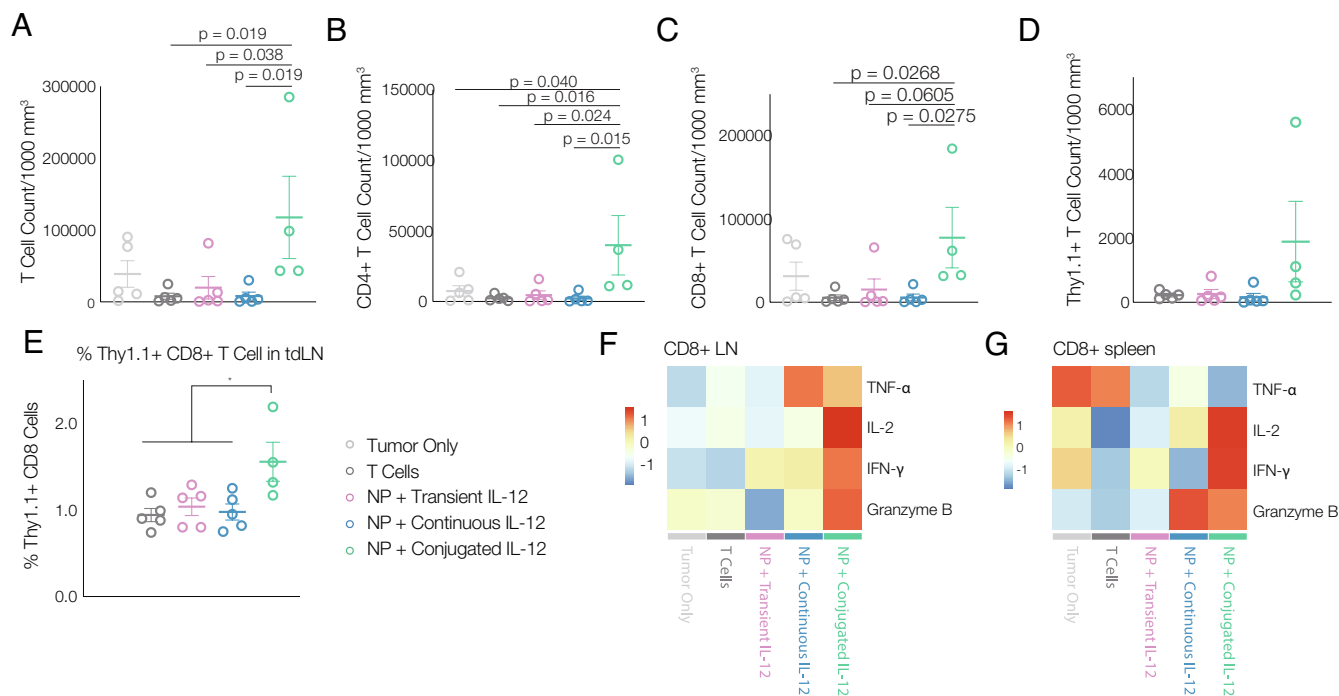 A
p = 0.019
p = 0.038
p = 0.019
300000
200000
100000
0
T Cell Count/1000 mm³
B
p = 0.040
p = 0.016
p = 0.024
p = 0.015
150000
100000
50000
0
CD4+ T Cell Count/1000 mm³
C
p = 0.0268
p = 0.0605
p = 0.0275
200000
100000
0
CD8+ T Cell Count/1000 mm³
D
6000
4000
2000
0
Thy1.1+ T Cell Count/1000 mm³
E
% Thy1.1+ CD8+ T Cell in tdLN
*
2.0
1.0
0.0
% Thy1.1+ CD8 Cells
Tumor Only
T Cells
NP + Transient IL-12
NP + Continuous IL-12
NP + Conjugated IL-12
F
CD8+ LN
1
0
-1
TNF-α
IL-2
IFN-γ
Granzyme B
Tumor Only
T Cells
NP + Transient IL-12
NP + Continuous IL-12
NP + Conjugated IL-12
G
CD8+ spleen
1
0
-1
TNF-α
IL-2
IFN-γ
Granzyme B
Tumor Only
T Cells
NP + Transient IL-12
NP + Continuous IL-12
NP + Conjugated IL-12